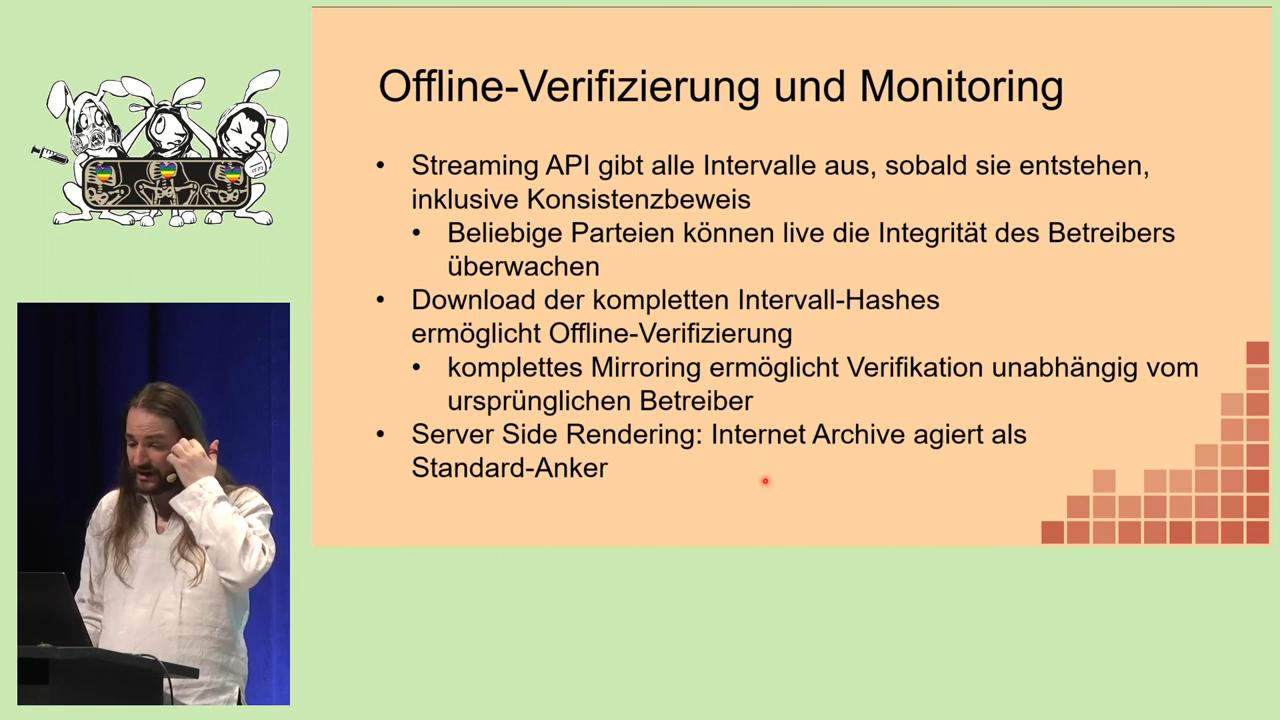 Offline-Verifizierung und Monitoring
• Streaming API gibt alle Intervalle aus, sobald sie entstehen,
inklusive Konsistenzbeweis
• Beliebige Parteien können live die Integrität des Betreibers
überwachen
• Download der kompletten Intervall-Hashes
ermöglicht Offline-Verifizierung
• komplettes Mirroring ermöglicht Verifikation unabhängig vom
ursprünglichen Betreiber
• Server Side Rendering: Internet Archive agiert als
Standard-Anker